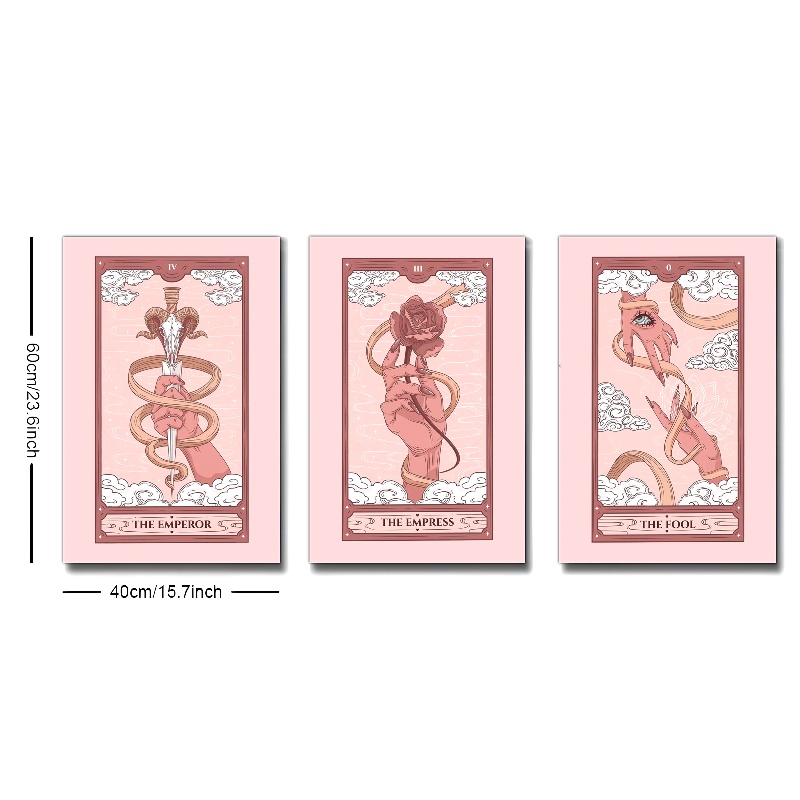 IV
THE EMPEROR
III
THE EMPRESS
0
THE FOOL
60cm/23.6inch
40cm/15.7inch